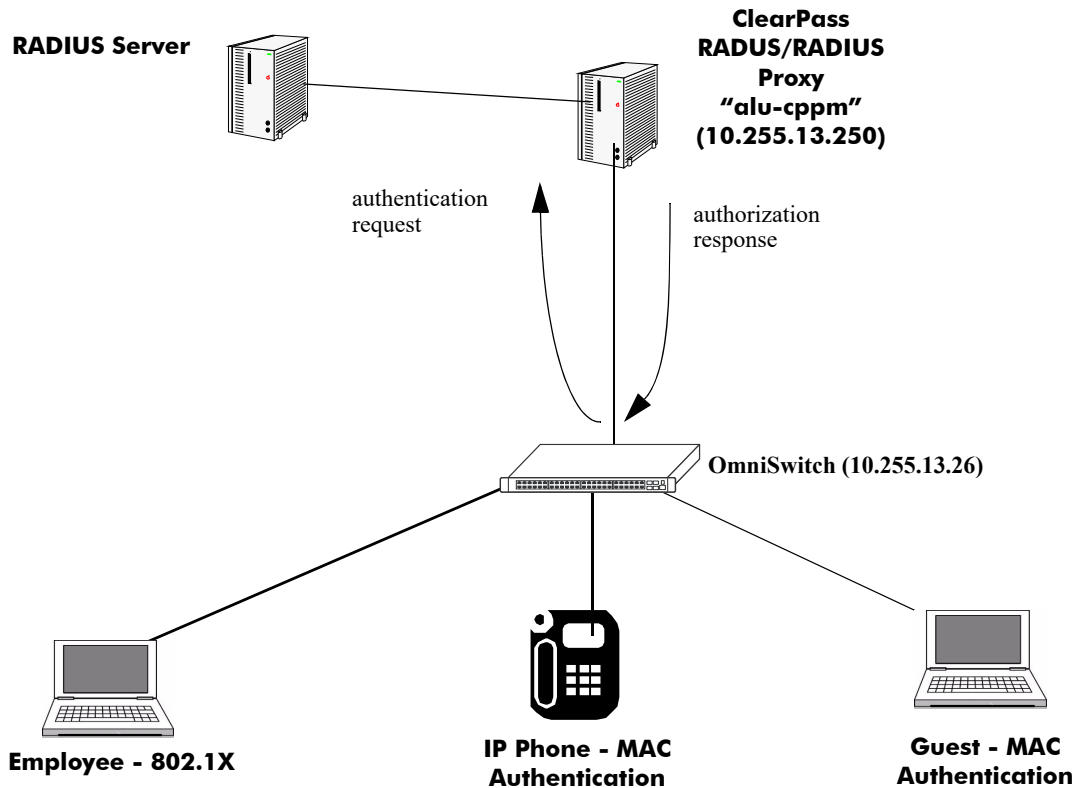 RADIUS Server
ClearPass
RADUS/RADIUS
Proxy
“alu-cppm”
(10.255.13.250)
authentication
request
authorization
response
OmniSwitch (10.255.13.26)
Employee - 802.1X
IP Phone - MAC
Authentication
Guest - MAC
Authentication